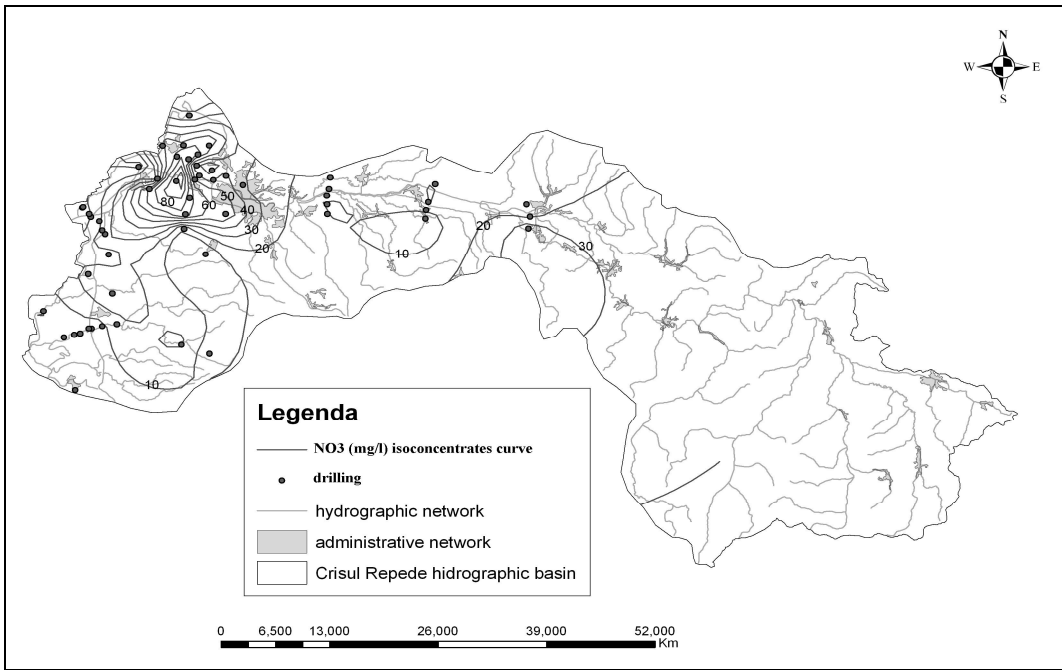 N
W E
S
50
80 60 40
30
20
10
20
30
10
Legenda
NO3 (mg/l) isoconcentrates curve
drilling
hydrographic network
administrative network
Crisul Repede hidrographic basin
0 6,500 13,000 26,000 39,000 52,000
Km